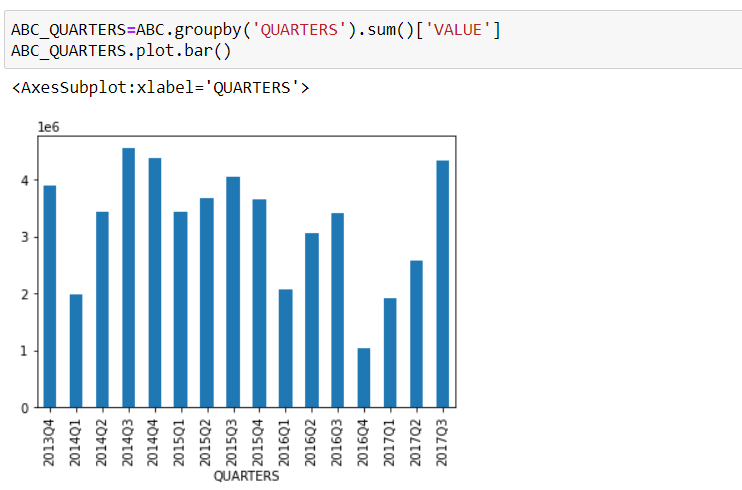 ABC_QUARTERS=ABC.groupby('QUARTERS').sum()['VALUE']
ABC_QUARTERS.plot.bar()
<AxesSubplot:xlabel='QUARTERS'>
1e6
4
3
2
1
0
2013Q4
2014Q1
2014Q2
2014Q3
2014Q4
2015Q1
2015Q2
2015Q3
2015Q4
2016Q1
2016Q2
2016Q3
2016Q4
2017Q1
2017Q2
2017Q3
QUARTERS